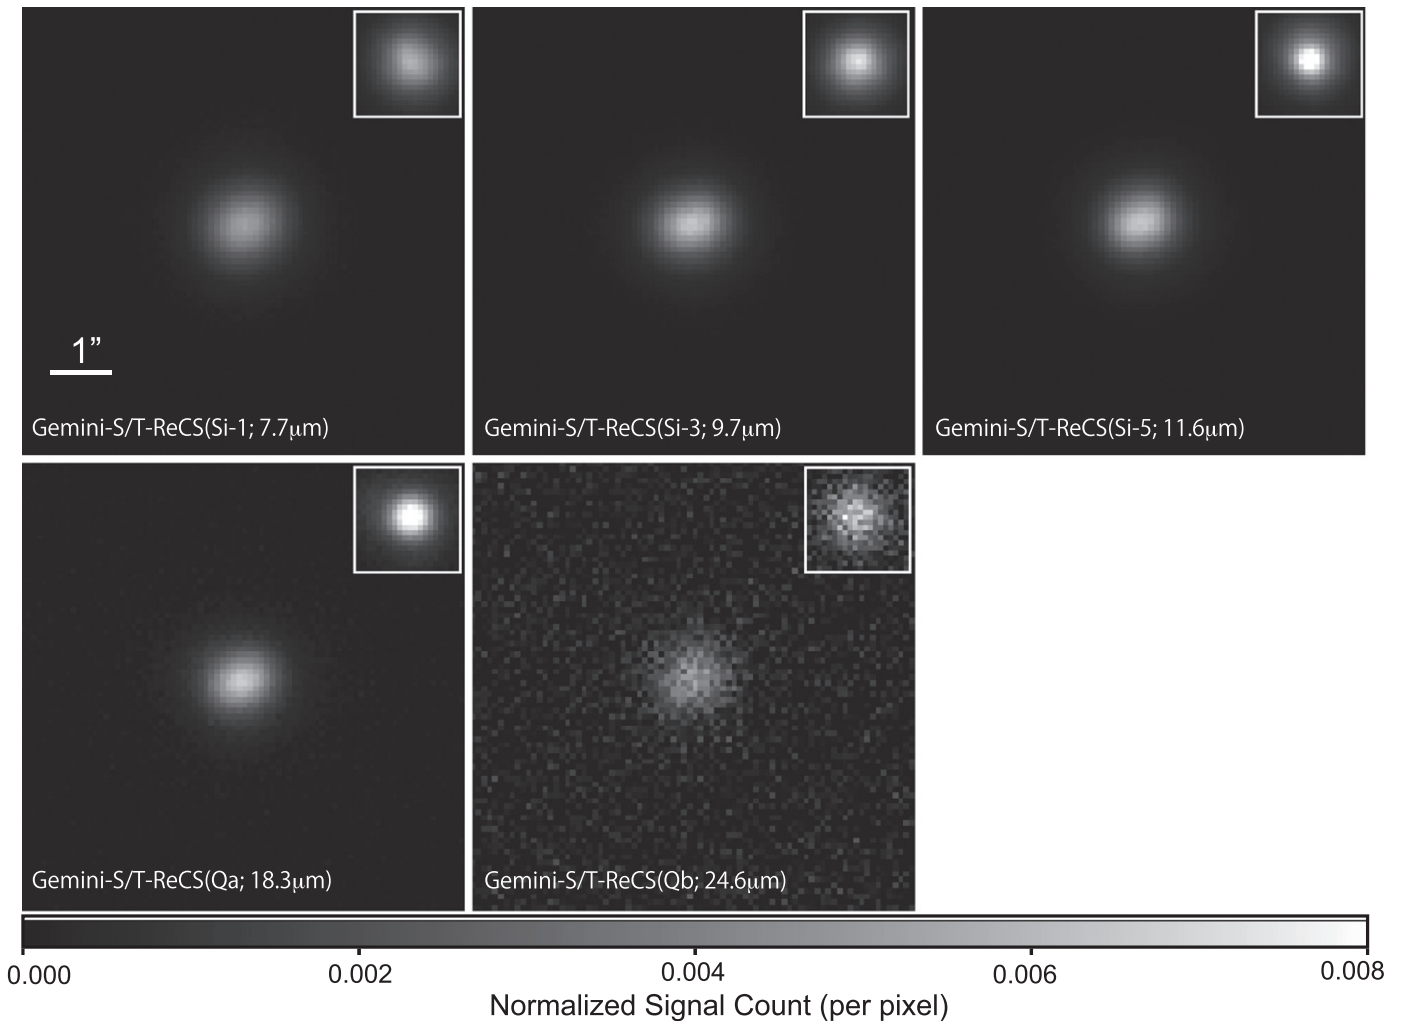 1”
Gemini-S/T-ReCS(Si-1; 7.7μm)
Gemini-S/T-ReCS(Si-3; 9.7μm)
Gemini-S/T-ReCS(Si-5; 11.6μm)
Gemini-S/T-ReCS(Qa; 18.3μm)
Gemini-S/T-ReCS(Qb; 24.6μm)
0.000 0.002 0.004 0.006 0.008
Normalized Signal Count (per pixel)